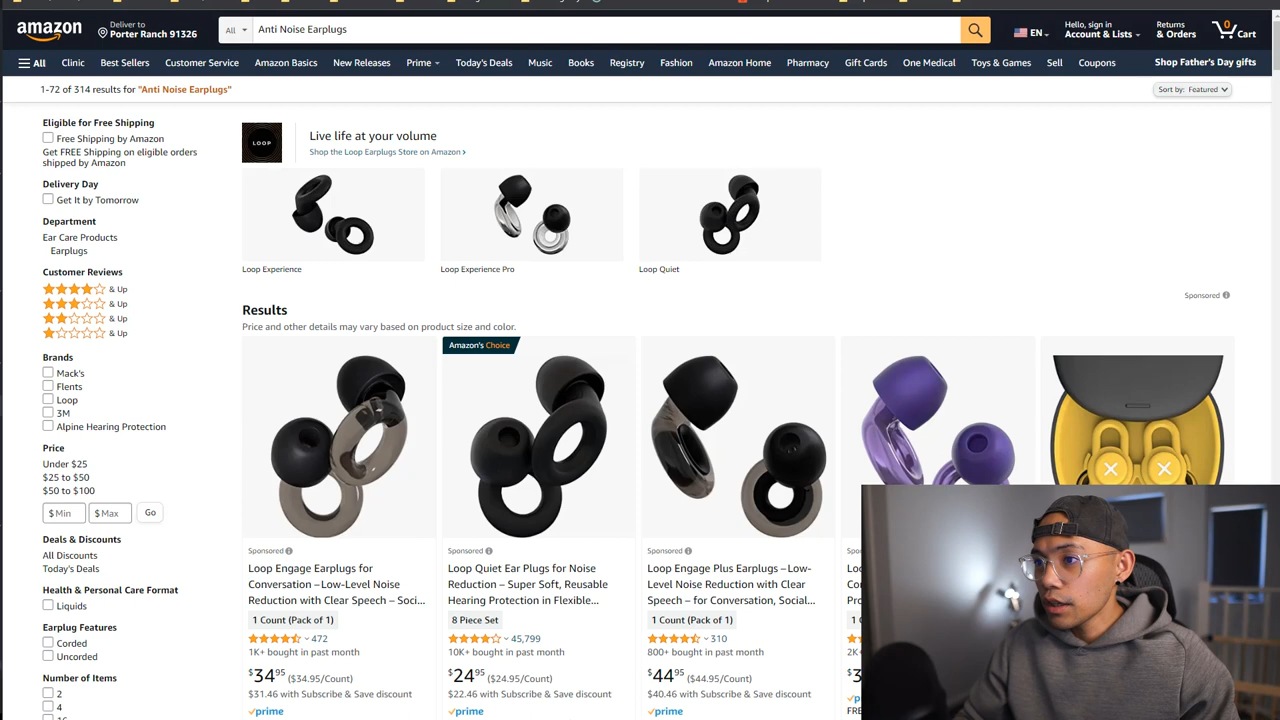 amazon
Deliver to
Porter Ranch 91326
All
Anti Noise Earplugs
EN
Hello, sign in
Account & Lists
Returns
& Orders
0
Cart
All
Clinic
Best Sellers
Customer Service
Amazon Basics
New Releases
Prime
Today's Deals
Music
Books
Registry
Fashion
Amazon Home
Pharmacy
Gift Cards
One Medical
Toys & Games
Sell
Coupons
Shop Father's Day gifts
1-72 of 314 results for "Anti Noise Earplugs"
Sort by: Featured
Eligible for Free Shipping
Free Shipping by Amazon
Get FREE Shipping on eligible orders
shipped by Amazon
Delivery Day
Get It by Tomorrow
Department
Ear Care Products
Earplugs
Customer Reviews
& Up
& Up
& Up
& Up
Brands
Mack's
Flents
Loop
3M
Alpine Hearing Protection
Price
Under $25
$25 to $50
$50 to $100
$ Min
$ Max
Go
Deals & Discounts
All Discounts
Today's Deals
Health & Personal Care Format
Liquids
Earplug Features
Corded
Uncorded
Number of Items
2
4
LOOP
Live life at your volume
Shop the Loop Earplugs Store on Amazon ›
Loop Experience
Loop Experience Pro
Loop Quiet
Sponsored
Results
Price and other details may vary based on product size and color.
Sponsored
Loop Engage Earplugs for
Conversation – Low-Level Noise
Reduction with Clear Speech – Soci...
1 Count (Pack of 1)
472
1K+ bought in past month
$34.95 ($34.95/Count)
$31.46 with Subscribe & Save discount
prime
Amazon's Choice
Sponsored
Loop Quiet Ear Plugs for Noise
Reduction – Super Soft, Reusable
Hearing Protection in Flexible...
8 Piece Set
45,799
10K+ bought in past month
$24.95 ($24.95/Count)
$22.46 with Subscribe & Save discount
prime
Sponsored
Loop Engage Plus Earplugs – Low-
Level Noise Reduction with Clear
Speech – for Conversation, Social...
1 Count (Pack of 1)
310
800+ bought in past month
$44.95 ($44.95/Count)
$40.46 with Subscribe & Save discount
prime